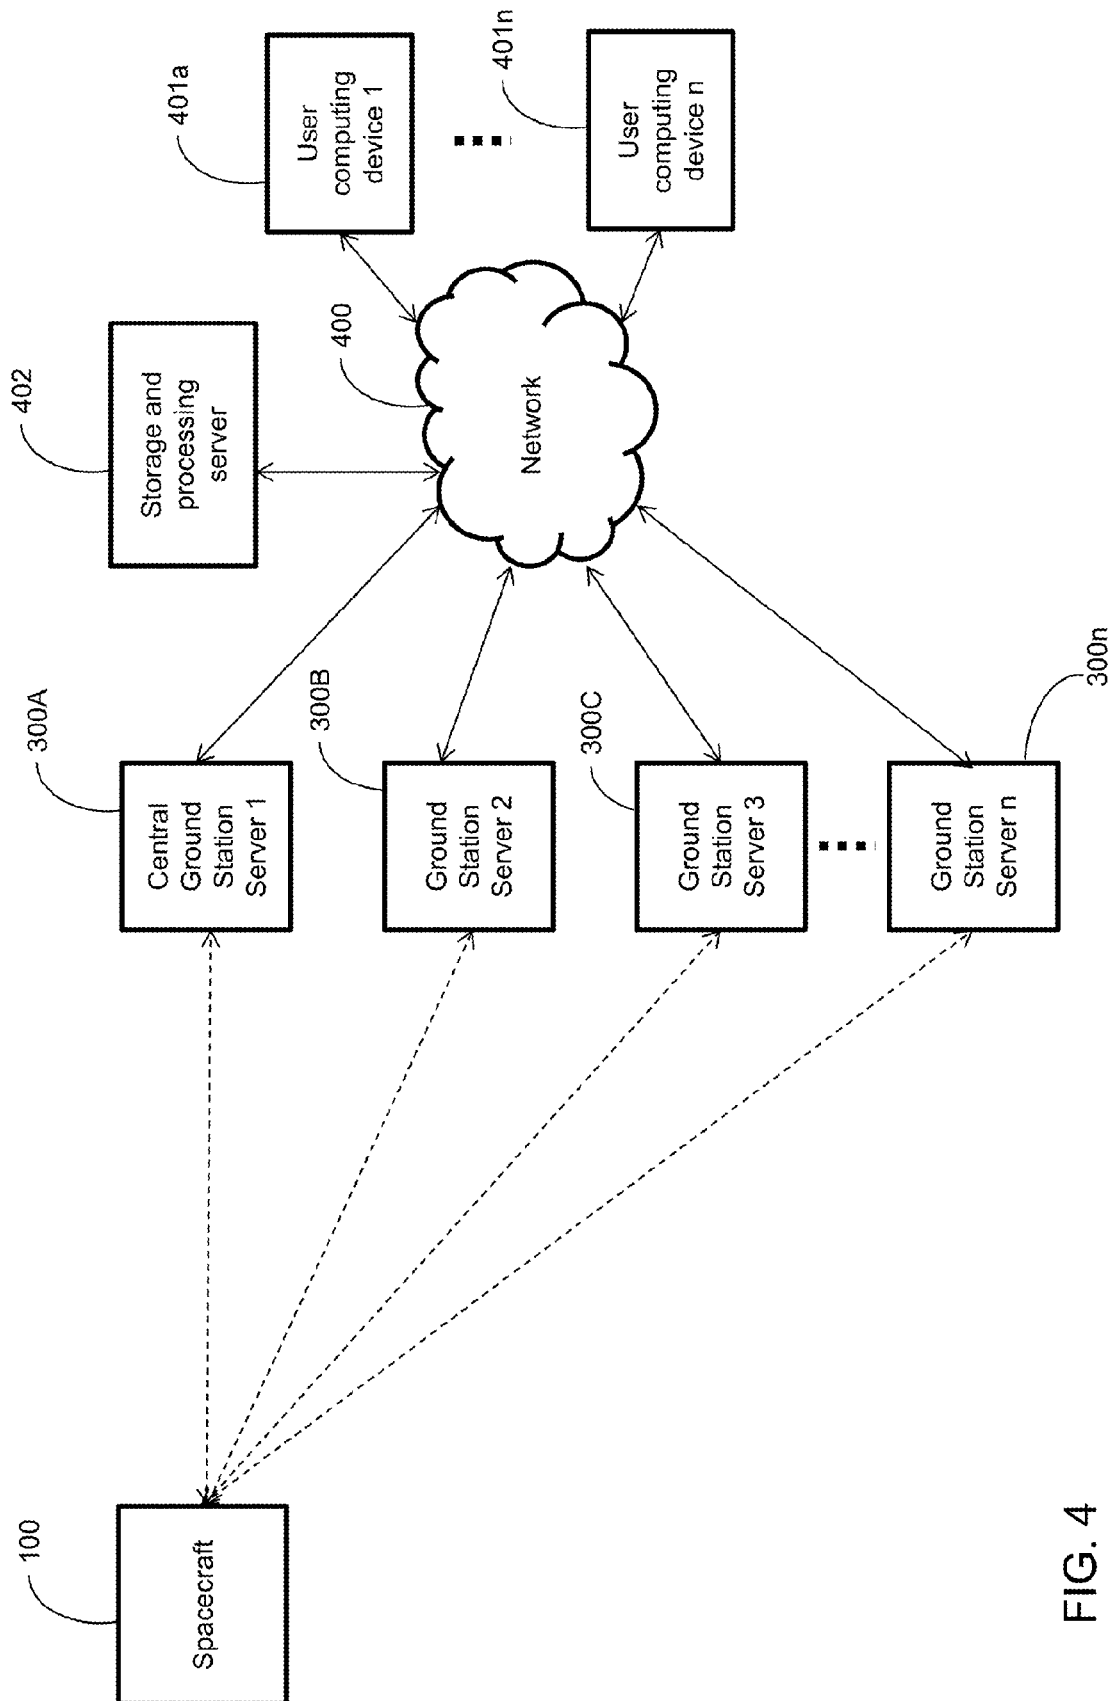 100
Spacecraft
300A
Central
Ground
Station
Server 1
300B
Ground
Station
Server 2
300C
Ground
Station
Server 3
300n
Ground
Station
Server n
402
Storage and
processing
server
400
Network
401a
User
computing
device 1
401n
User
computing
device n
FIG. 4